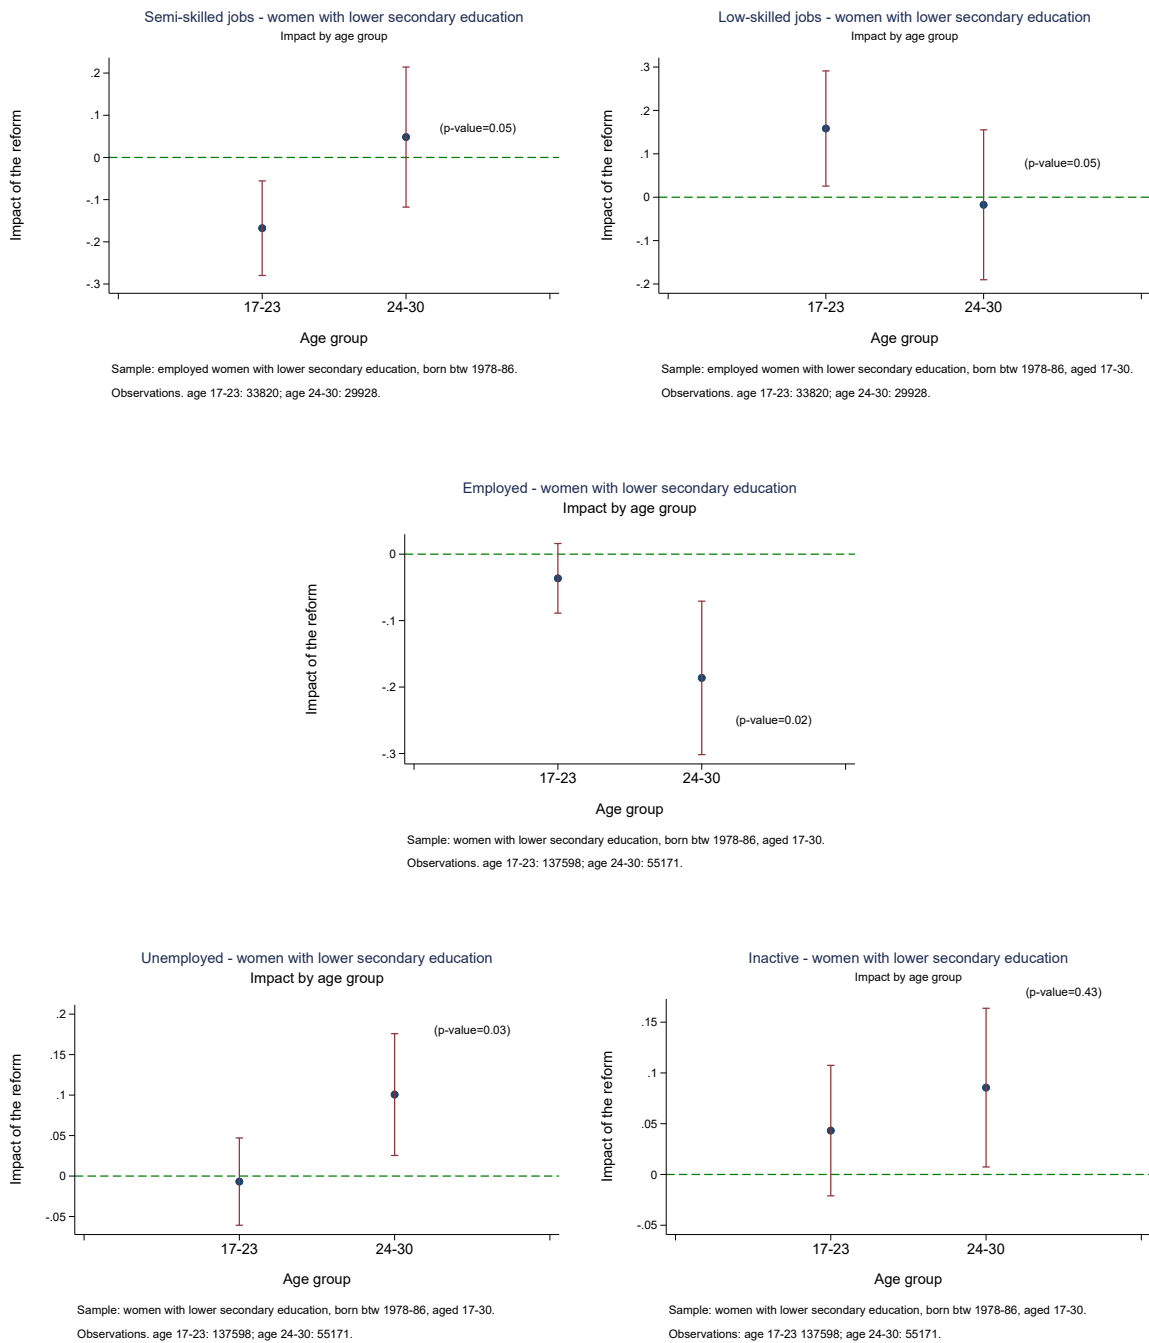 Semi-skilled jobs - women with lower secondary education
Impact by age group
Impact of the reform
.2
.1
0
-.1
-.2
-.3
(p-value=0.05)
17-23
24-30
Age group
Sample: employed women with lower secondary education, born btw 1978-86.
Observations. age 17-23: 33820; age 24-30: 29928.
Low-skilled jobs - women with lower secondary education
Impact by age group
Impact of the reform
.3
.2
.1
0
-.1
-.2
(p-value=0.05)
17-23
24-30
Age group
Sample: employed women with lower secondary education, born btw 1978-86, aged 17-30.
Observations. age 17-23: 33820; age 24-30: 29928.
Employed - women with lower secondary education
Impact by age group
Impact of the reform
0
-.1
-.2
-.3
(p-value=0.02)
17-23
24-30
Age group
Sample: women with lower secondary education, born btw 1978-86, aged 17-30.
Observations. age 17-23: 137598; age 24-30: 55171.
Unemployed - women with lower secondary education
Impact by age group
Impact of the reform
.2
.15
.1
.05
0
-.05
(p-value=0.03)
17-23
24-30
Age group
Sample: women with lower secondary education, born btw 1978-86, aged 17-30.
Observations. age 17-23: 137598; age 24-30: 55171.
Inactive - women with lower secondary education
Impact by age group
(p-value=0.43)
Impact of the reform
.15
.1
.05
0
-.05
17-23
24-30
Age group
Sample: women with lower secondary education, born btw 1978-86, aged 17-30.
Observations. age 17-23 137598; age 24-30: 55171.